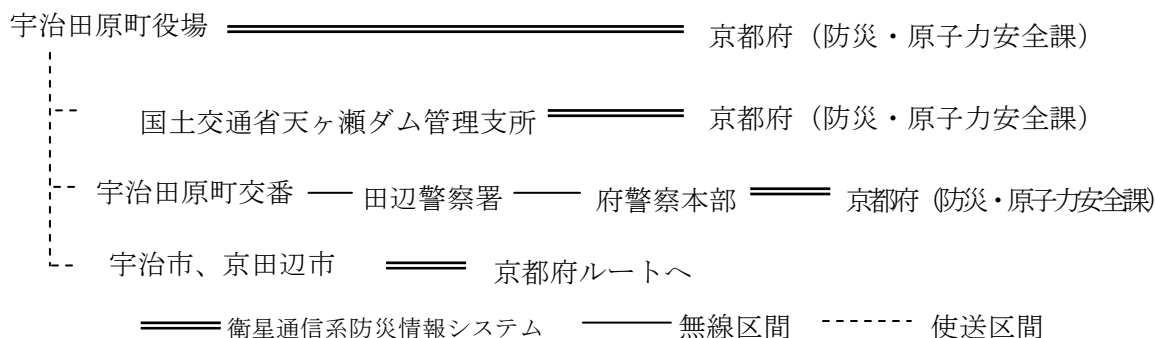 宇治田原町役場 京都府（防災・原子力安全課）
国土交通省天ヶ瀬ダム管理支所 京都府（防災・原子力安全課）
宇治田原町交番 田辺警察署 府警察本部 京都府（防災・原子力安全課）
宇治市、京田辺市 京都府ルートへ
衛星通信系防災情報システム 無線区間 使送区間